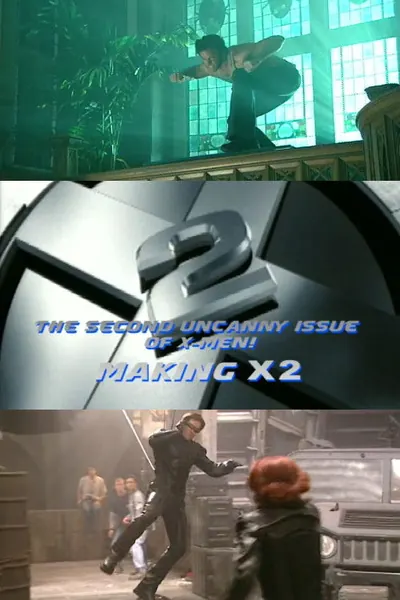 2
THE SECOND UNCANNY ISSUE
OF X-MEN!
MAKING X2